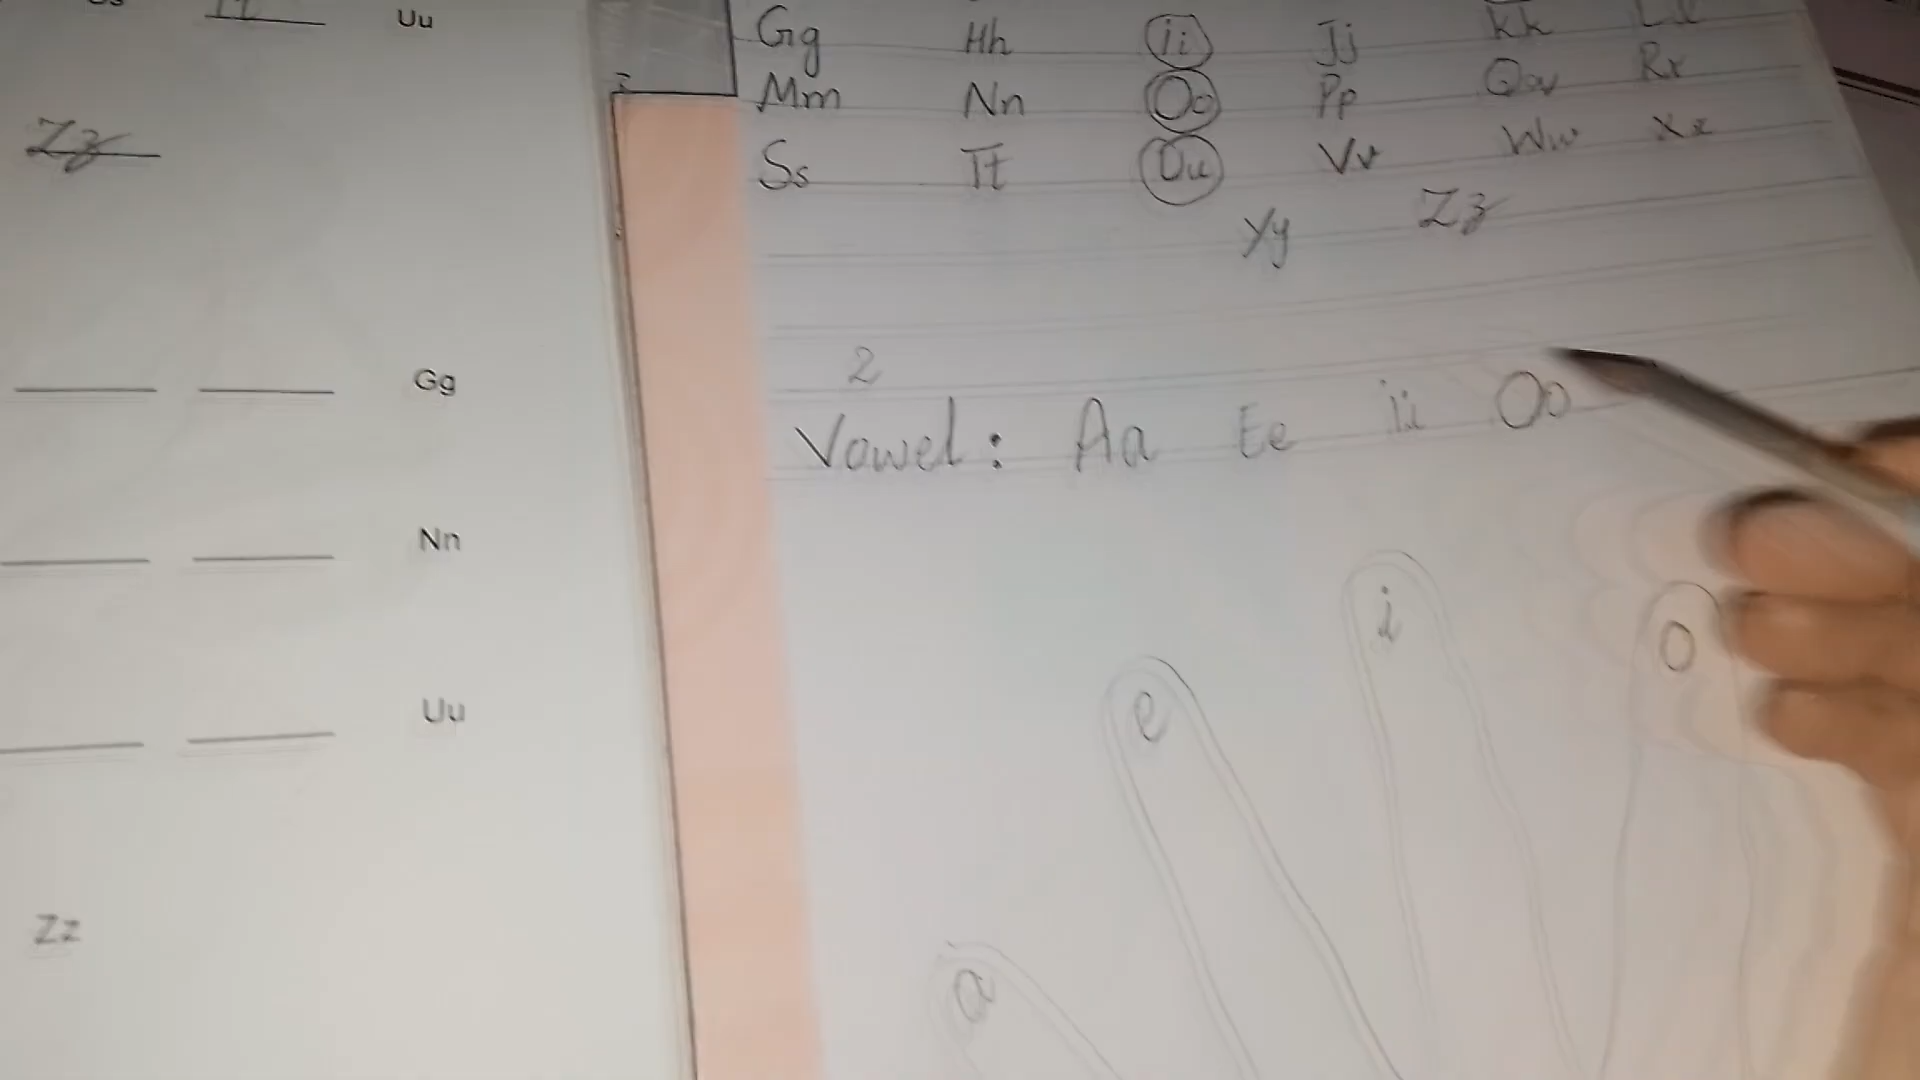 Uu
Zz
Gg
Nn
Uu
Zz
Gg Hh ii Jj Kk
Mm Nn Oo Pp Qq Rr
Ss Tt Uu Vv Ww Xx
Yy Zz
2
Vowel: Aa Ee ii Oo
i
o
e
a